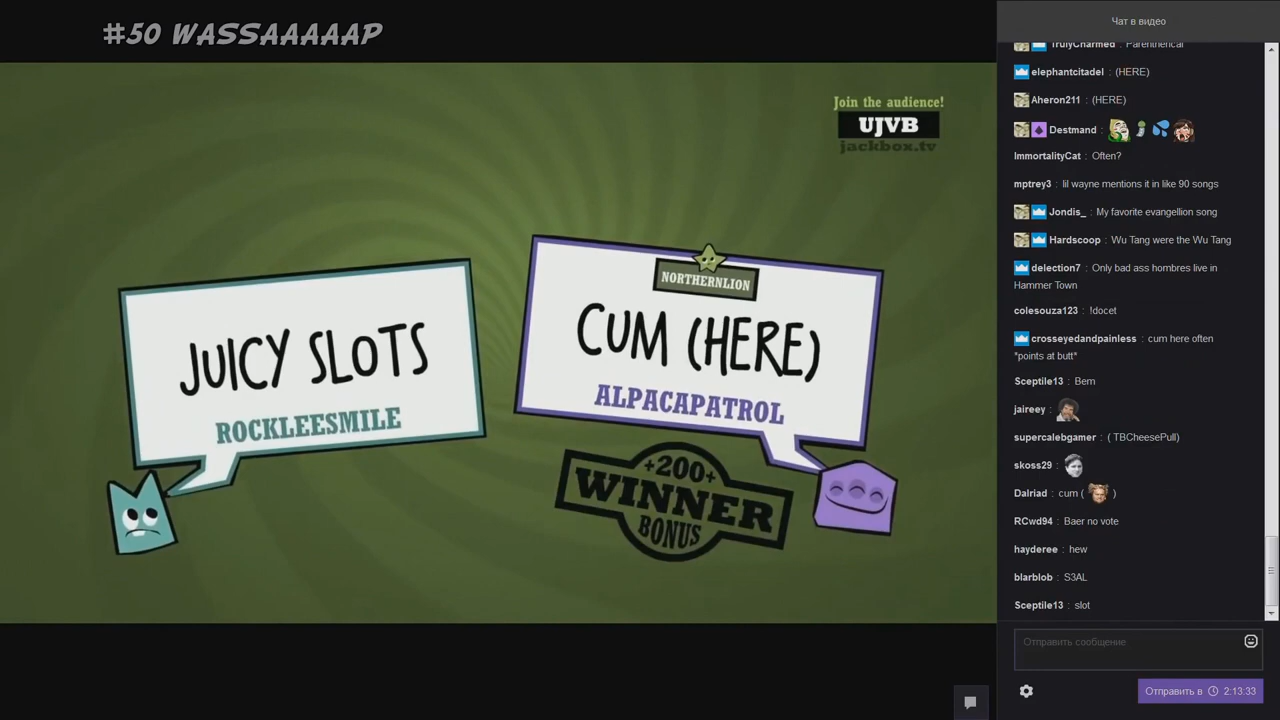 #50 WASSAAAAAP
Join the audience!
UJVB
jackbox.tv
JUICY SLOTS
ROCKLEESMILE
NORTHERNLION
CUM (HERE)
ALPACAPATROL
+200+
WINNER
BONUS
Чат в видео
TrulyCharmed : Parenthencal
elephantcitadel : (HERE)
Aheron211 : (HERE)
Destmand :
ImmortalityCat : Often?
mptrey3 : lil wayne mentions it in like 90 songs
Jondis_ : My favorite evangellion song
Hardscoop : Wu Tang were the Wu Tang
delection7 : Only bad ass hombres live in
Hammer Town
colesouza123 : !docet
crosseyedandpainless : cum here often
*points at butt*
Sceptile13 : Bern
jaireey :
supercalebgamer : ( TBCheesePull)
skoss29 :
Dalriad : cum ( )
RCwd94 : Baer no vote
hayderee : hew
blarblob : S3AL
Sceptile13 : slot
Отправить сообщение
Отправить в 2:13:33